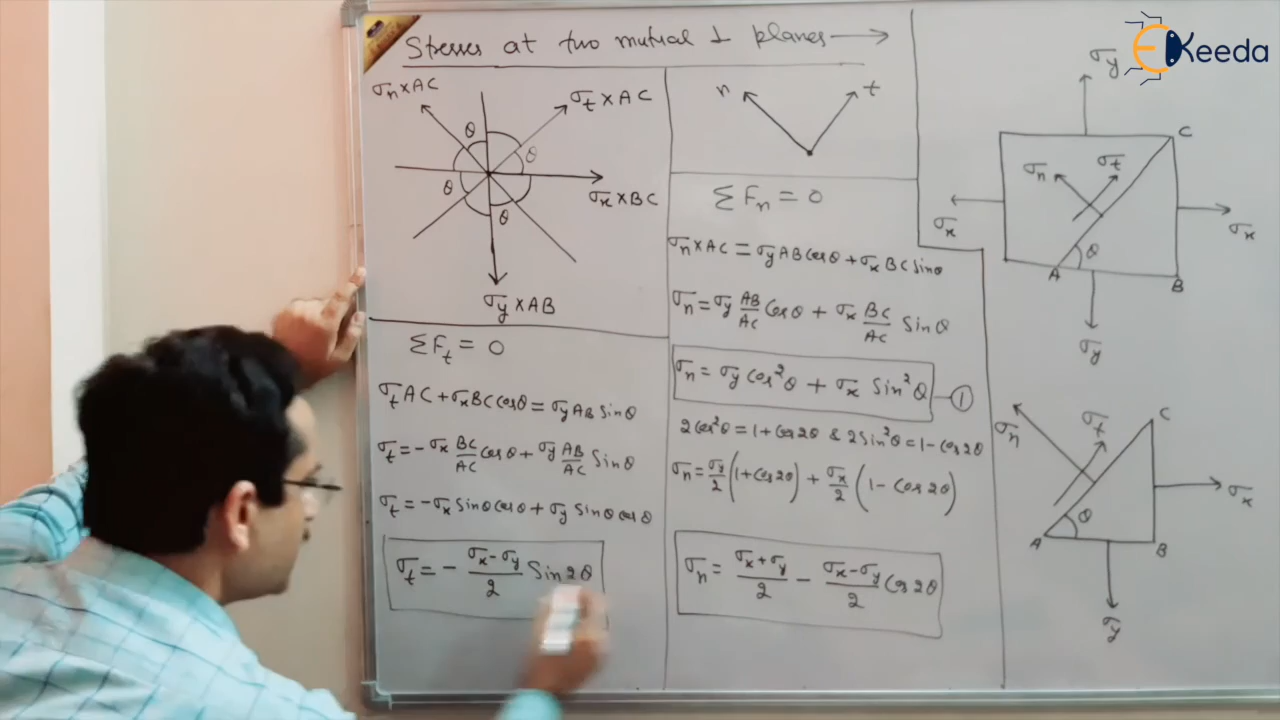 Stresses at two mutual ⊥ planes →
EKeeda
σn × AC
σt × AC
θ
θ
θ
θ
σx × BC
σy × AB
ΣFt = 0
σt AC + σx BC cosθ = σy AB sinθ
σt = -σx BC/AC cosθ + σy AB/AC Sinθ
σt = -σx Sinθ cosθ + σy Sinθ cosθ
σt = - (σx - σy)/2 Sin 2θ
n
t
ΣFn = 0
σn × AC = σy AB cosθ + σx BC sinθ
σn = σy AB/AC Cosθ + σx BC/AC Sinθ
σn = σy cos²θ + σx Sin²θ ①
2cos²θ = 1 + cos2θ & 2Sin²θ = 1 - cos2θ
σn = σy/2 (1 + cos2θ) + σx/2 (1 - cos2θ)
σn = (σx + σy)/2 - (σx - σy)/2 Cos 2θ
σy
C
σn
σt
σx
σx
θ
A
B
σy
C
σn
σt
σx
θ
A
B
σy